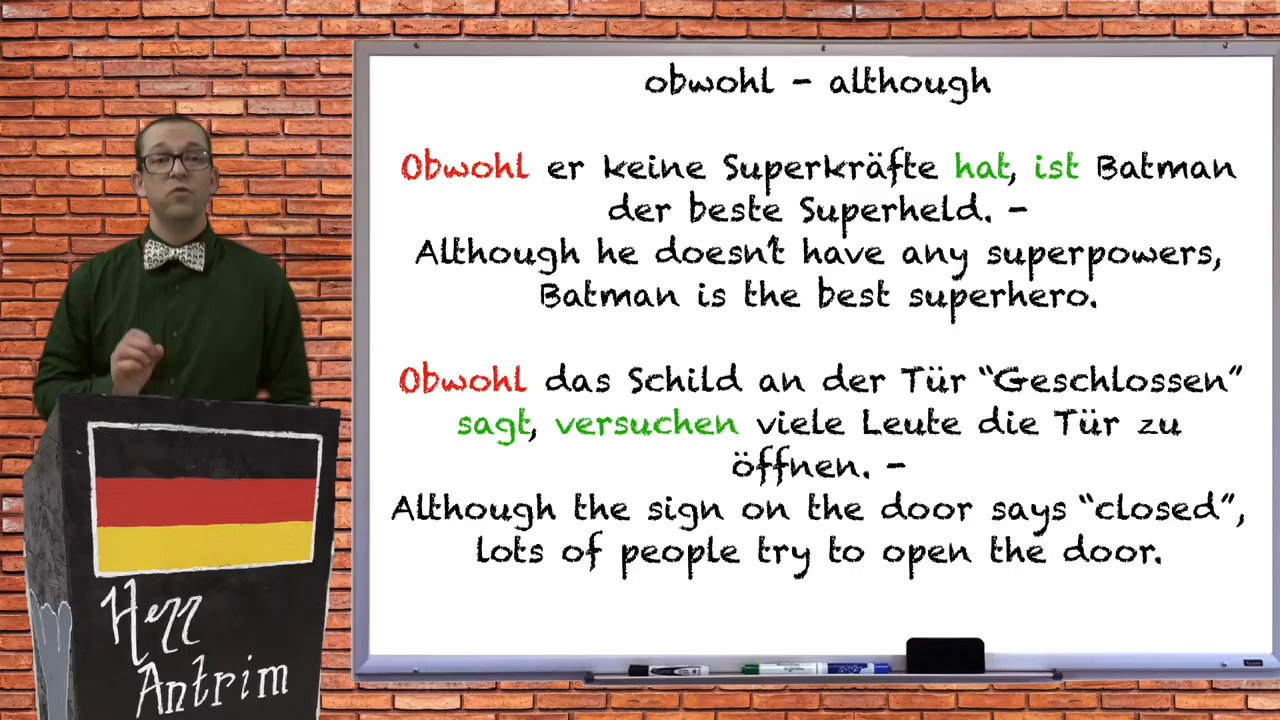 obwohl - although
Obwohl er keine Superkräfte hat, ist Batman
der beste Superheld. -
Although he doesn't have any superpowers,
Batman is the best superhero.
Obwohl das Schild an der Tür "Geschlossen"
sagt, versuchen viele Leute die Tür zu
öffnen. -
Although the sign on the door says "closed",
lots of people try to open the door.
Herr
Antrim